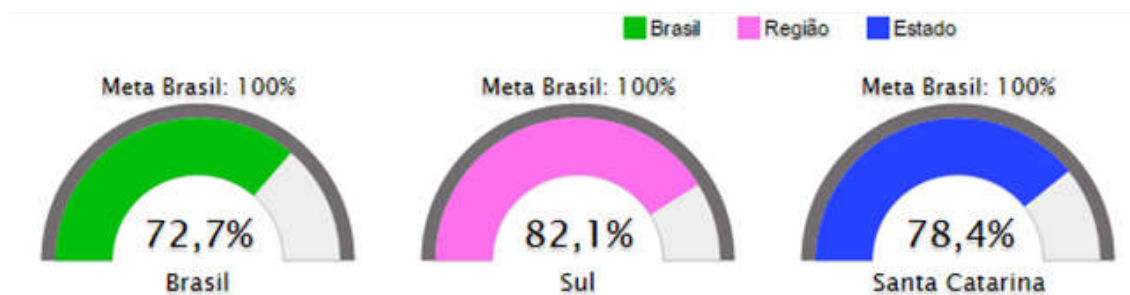 Brasil Região Estado
Meta Brasil: 100% Meta Brasil: 100% Meta Brasil: 100%
72,7% 82,1% 78,4%
Brasil Sul Santa Catarina